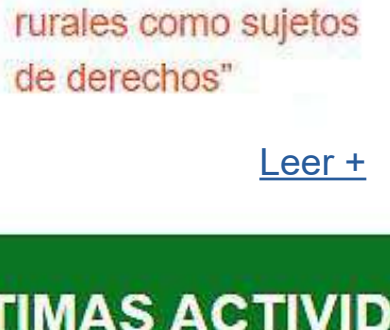 rurales como sujetos
de derechos”
Leer +
TIMAS ACTIVID